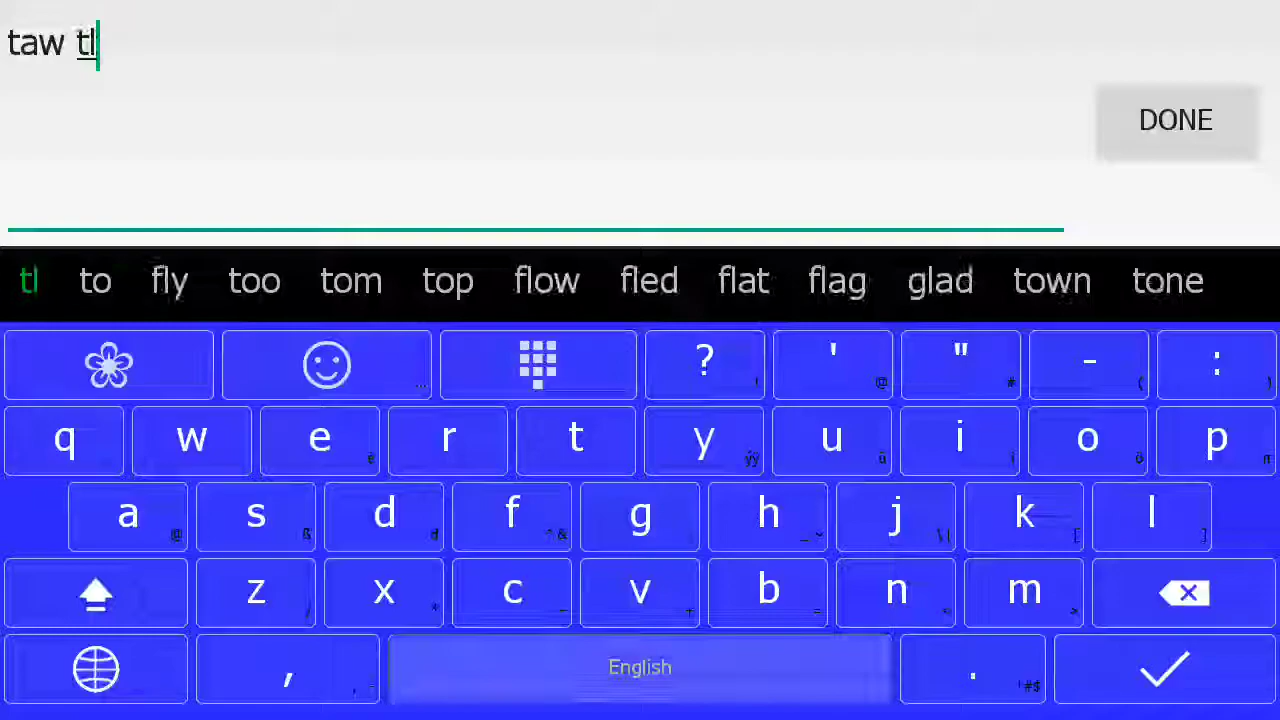 taw tl
DONE
tl to fly too tom top flow fled flat flag glad town tone
? ' " - :
q w e r t y u i o p
a s d f g h j k l
z x c v b n m
, English .